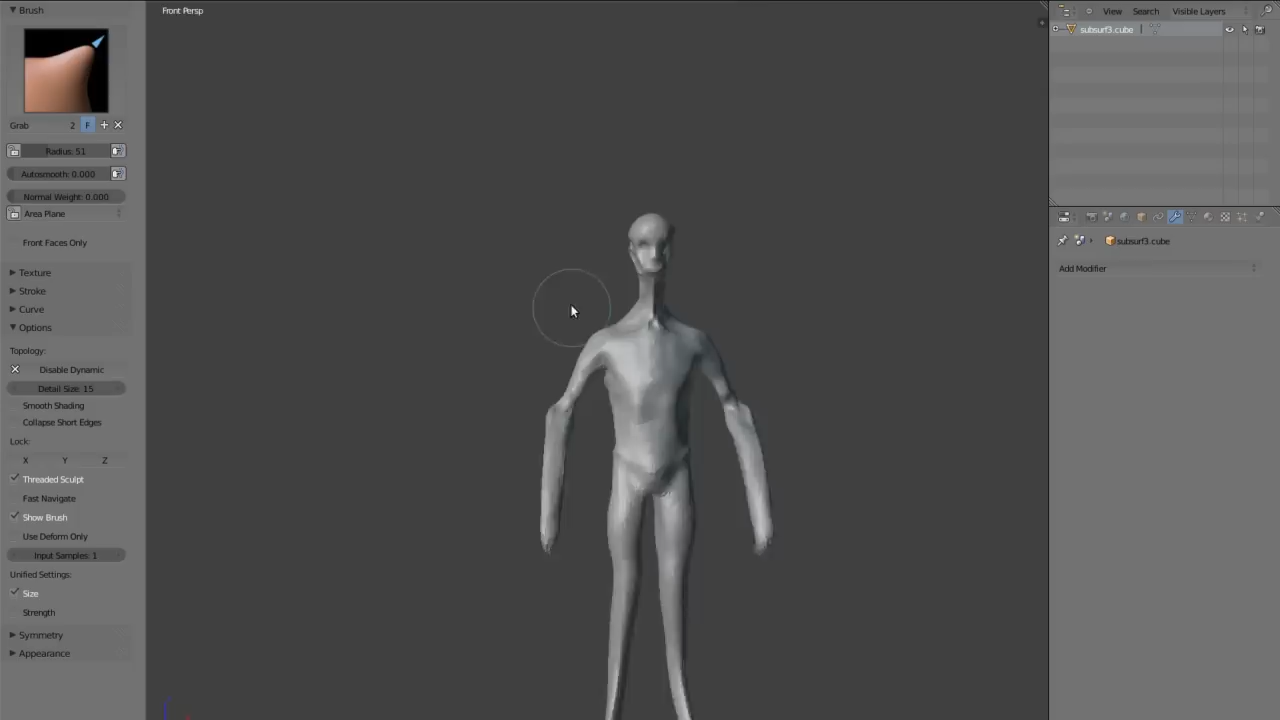 Brush
Front Persp
View Search Visible Layers
subsurf3.cube
Grab 2 F
Radius: 51
Autosmooth: 0.000
Normal Weight: 0.000
Area Plane
subsurf3.cube
Front Faces Only
Add Modifier
Texture
Stroke
Curve
Options
Topology:
Disable Dynamic
Detail Size: 15
Smooth Shading
Collapse Short Edges
Lock:
X Y Z
Threaded Sculpt
Fast Navigate
Show Brush
Use Deform Only
Input Samples: 1
Unified Settings:
Size
Strength
Symmetry
Appearance